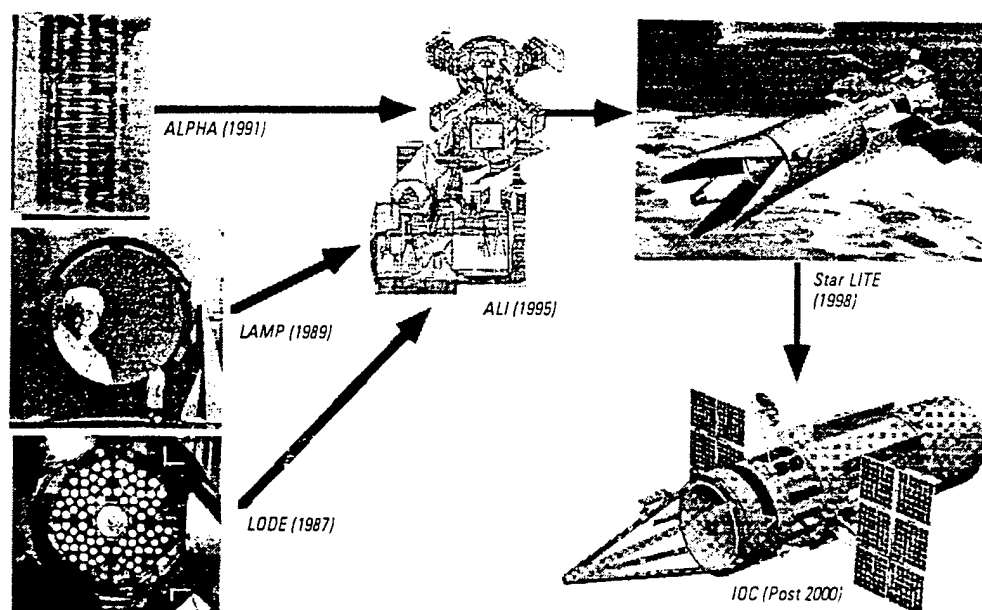 ALPHA (1991)
LAMP (1989)
LODE (1987)
ALI (1995)
Star LITE
(1998)
IOC (Post 2000)